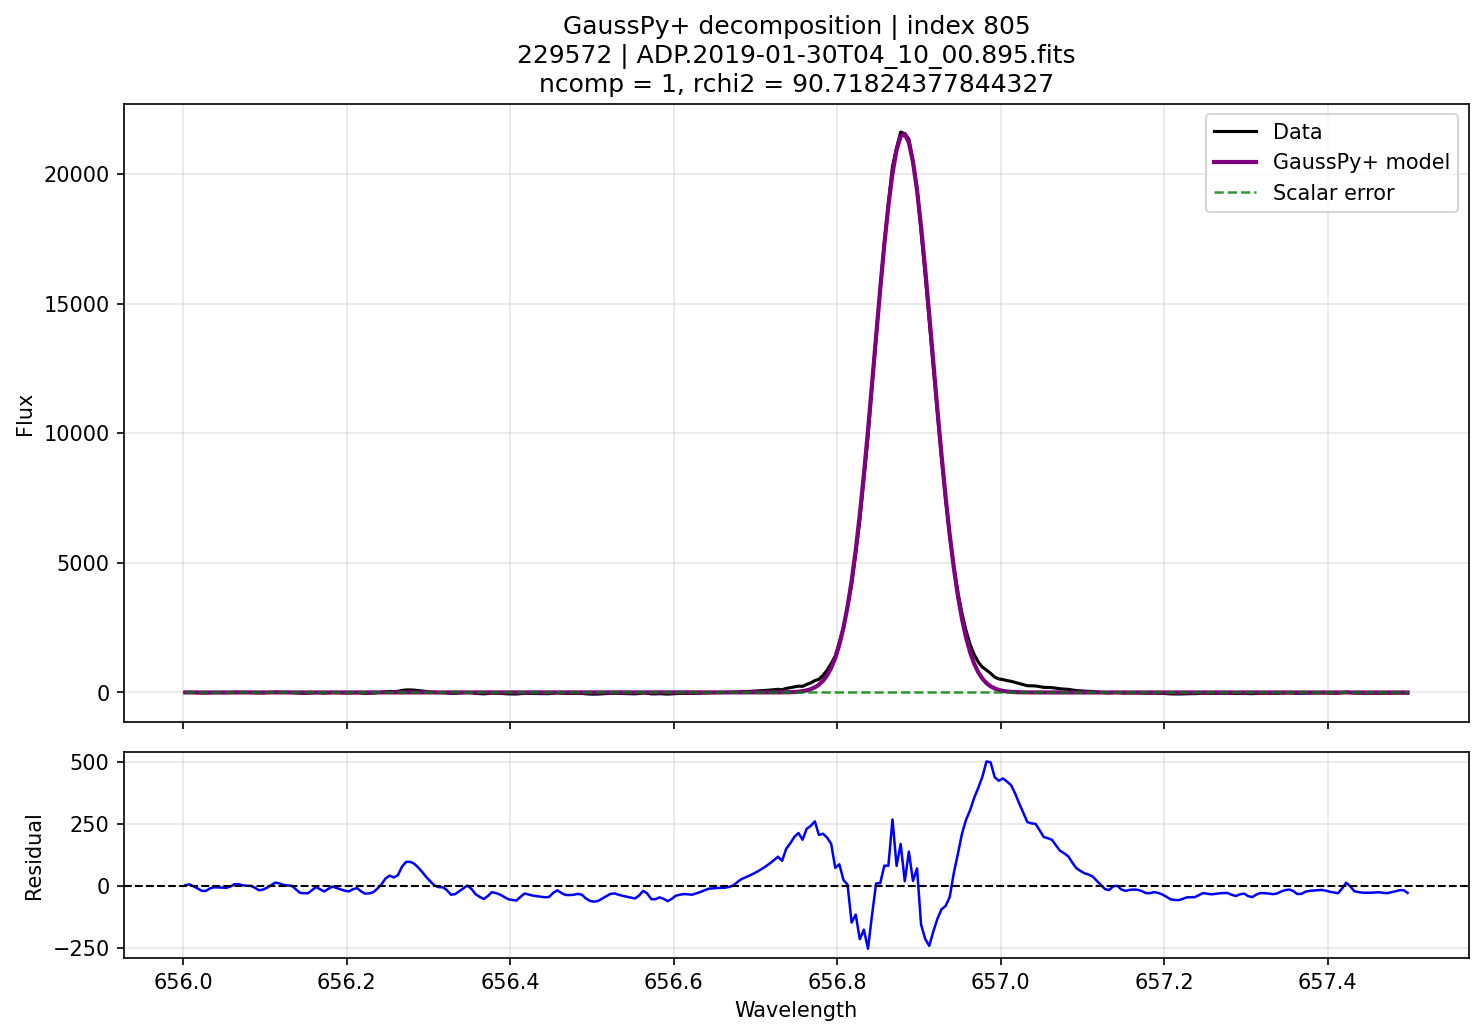 GaussPy+ decomposition | index 805
229572 | ADP.2019-01-30T04_10_00.895.fits
ncomp = 1, rchi2 = 90.71824377844327
Data
GaussPy+ model
Scalar error
Flux
20000
15000
10000
5000
0
Residual
500
250
0
−250
656.0 656.2 656.4 656.6 656.8 657.0 657.2 657.4
Wavelength